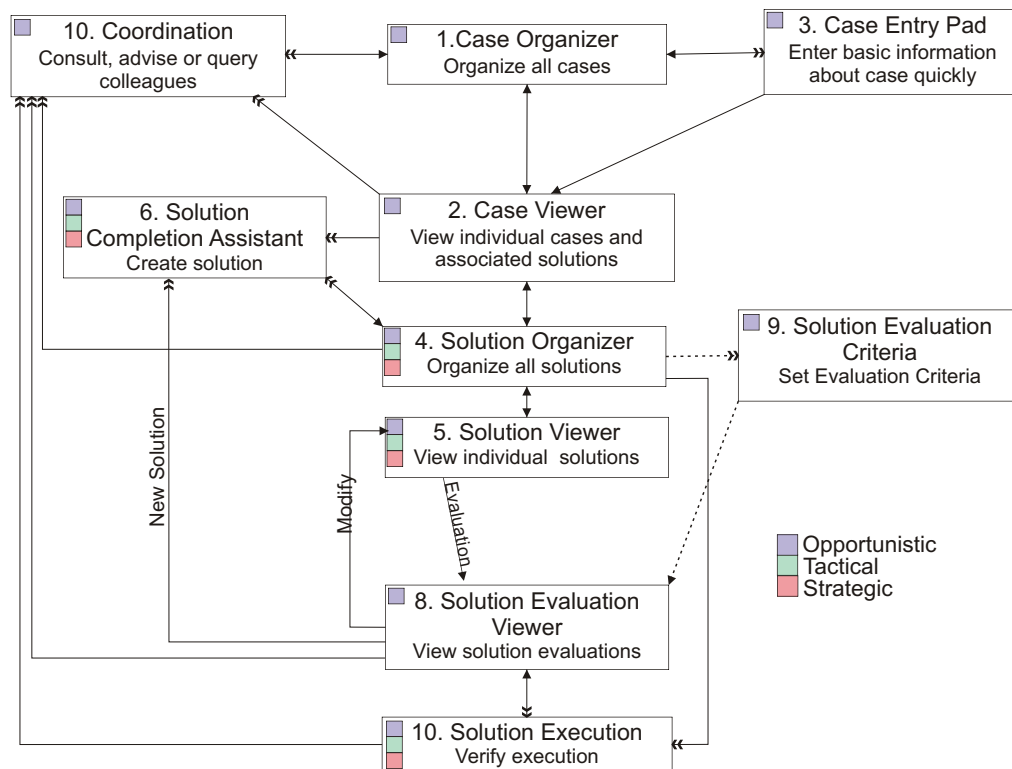 10. Coordination
Consult, advise or query
colleagues
1.Case Organizer
Organize all cases
3. Case Entry Pad
Enter basic information
about case quickly
6. Solution
Completion Assistant
Create solution
2. Case Viewer
View individual cases and
associated solutions
4. Solution Organizer
Organize all solutions
9. Solution Evaluation
Criteria
Set Evaluation Criteria
5. Solution Viewer
View individual solutions
New Solution
Modify
Evaluation
Opportunistic
Tactical
Strategic
8. Solution Evaluation
Viewer
View solution evaluations
10. Solution Execution
Verify execution